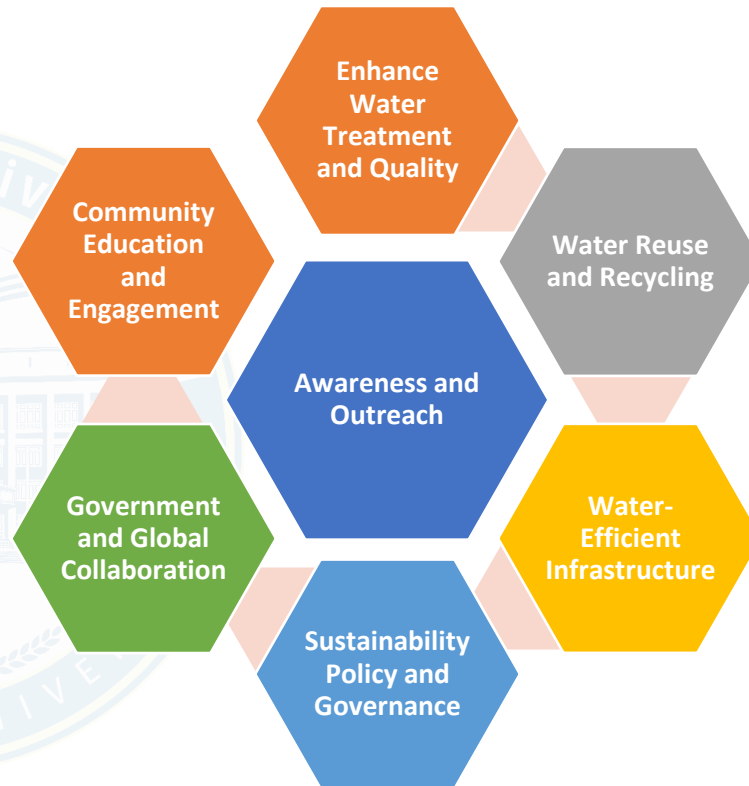 Enhance
Water
Treatment
and Quality
Community
Education
and
Engagement
Water Reuse
and Recycling
Awareness and
Outreach
Government
and Global
Collaboration
Water-
Efficient
Infrastructure
Sustainability
Policy and
Governance